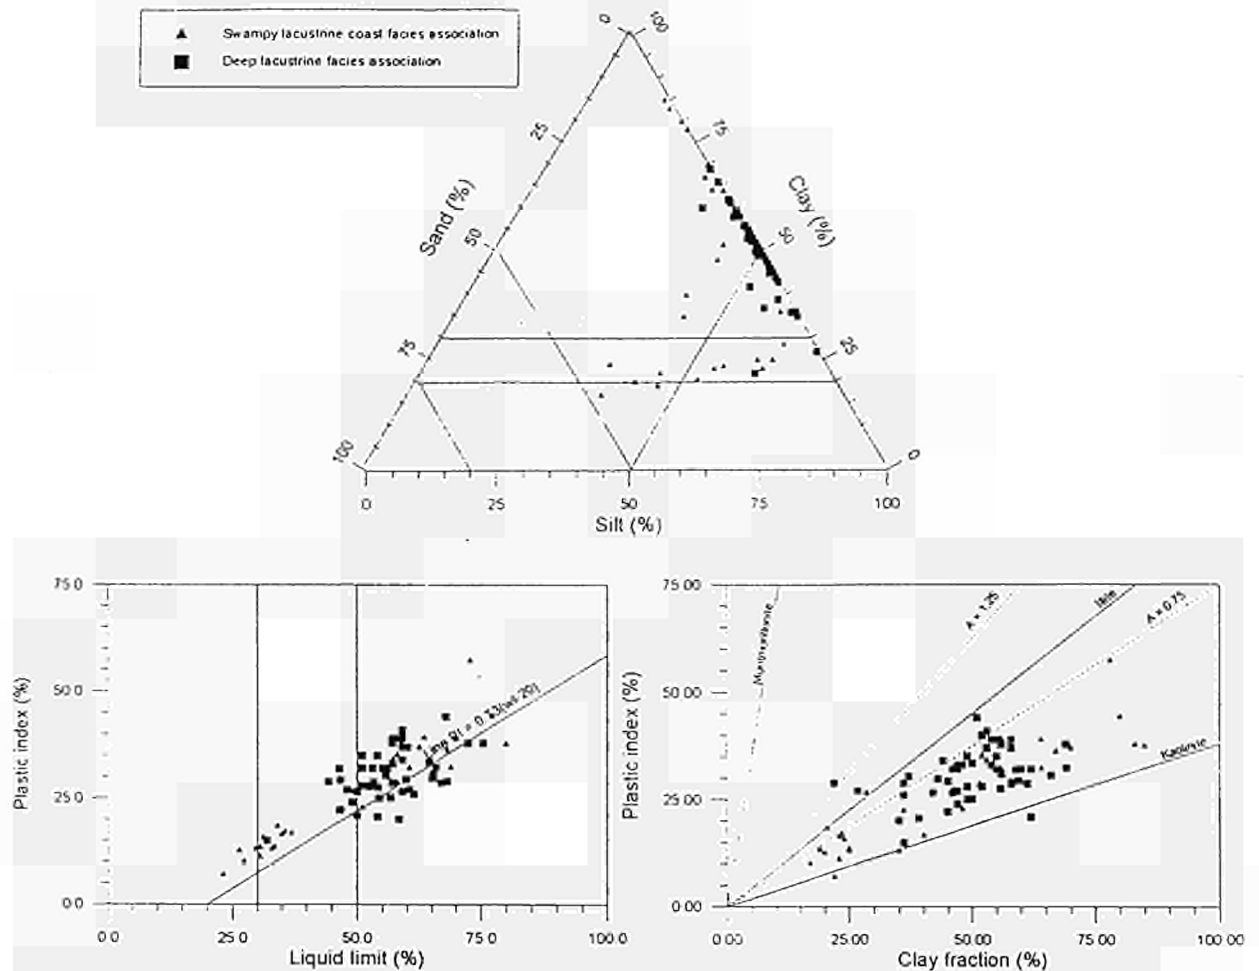 Swampy lacustrine coast facies association
Deep lacustrine facies association
0
100
25
75
Sand (%)
Clay (%)
50
50
75
25
100
0
0
25
50
75
100
Silt (%)
75.0
50.0
25.0
0.0
Plastic index (%)
0.0
25.0
50.0
75.0
100.0
Liquid limit (%)
75.00
50.00
25.00
0.00
Plastic index (%)
A = 1.25
A = 0.75
Kaolinite
0.00
25.00
50.00
75.00
100.00
Clay fraction (%)